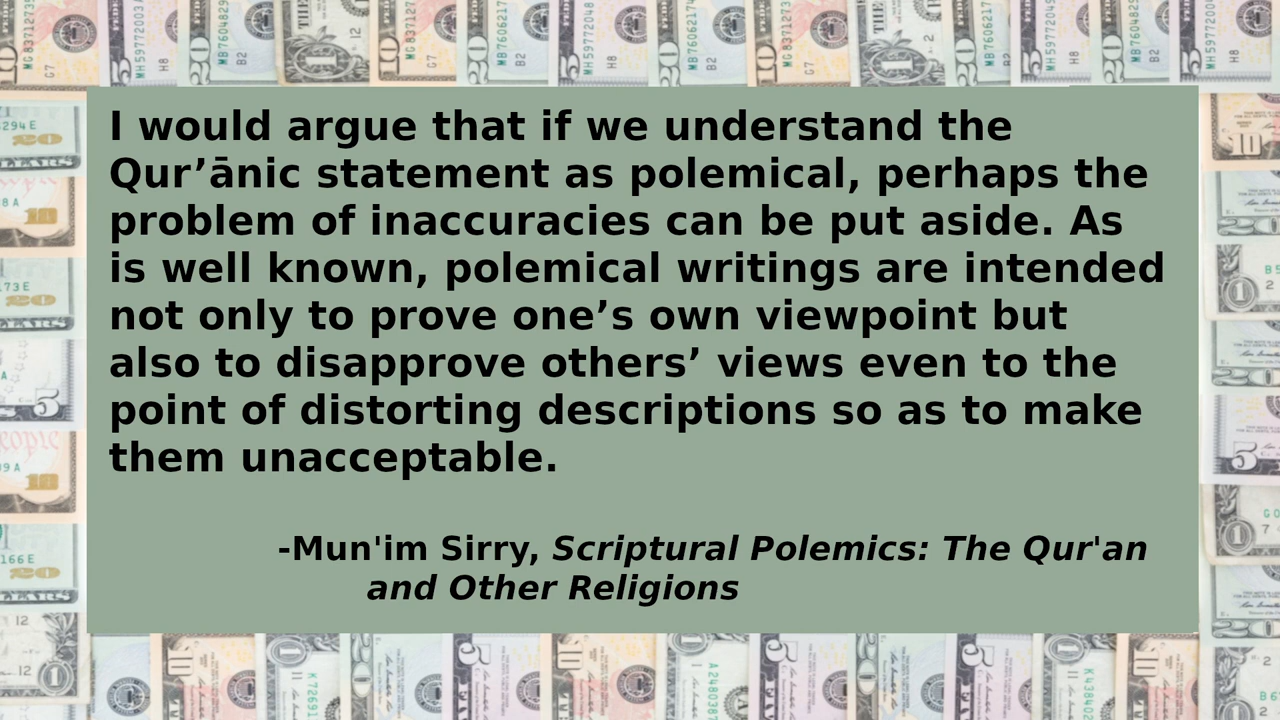 I would argue that if we understand the
Qur’ānic statement as polemical, perhaps the
problem of inaccuracies can be put aside. As
is well known, polemical writings are intended
not only to prove one’s own viewpoint but
also to disapprove others’ views even to the
point of distorting descriptions so as to make
them unacceptable.
-Mun'im Sirry, Scriptural Polemics: The Qur'an
and Other Religions